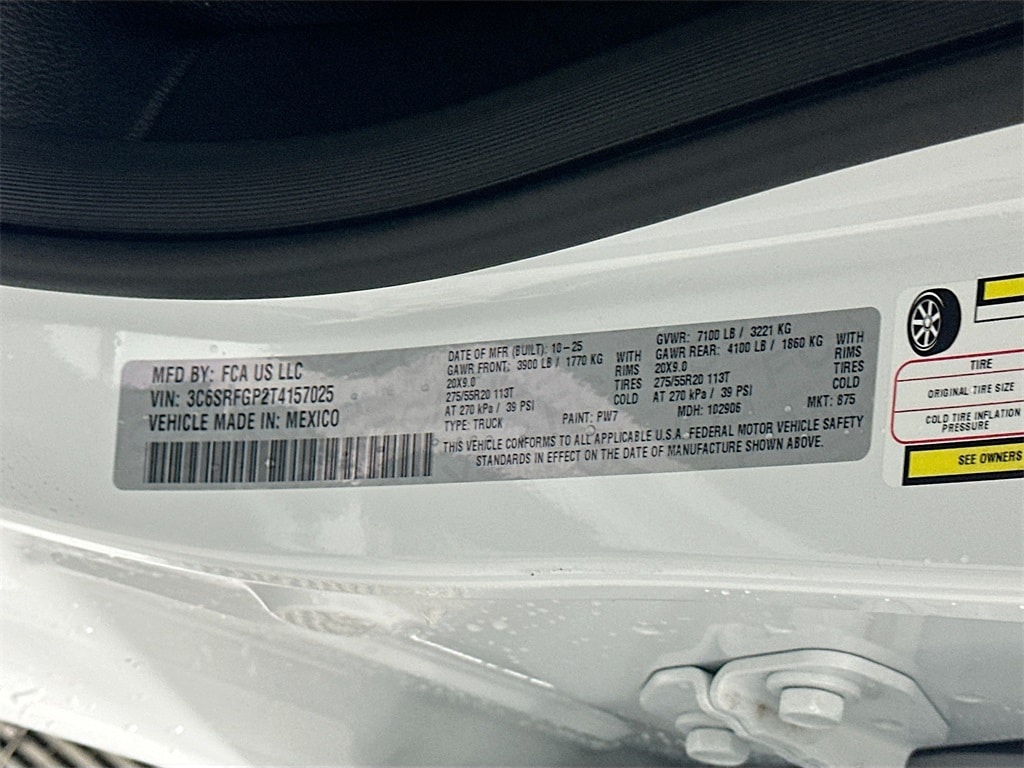 MFD BY: FCA US LLC
VIN: 3C6SRFGP2T4157025
VEHICLE MADE IN: MEXICO
DATE OF MFR (BUILT): 10-25
GAWR FRONT: 3900 LB / 1770 KG WITH
20X9.0 RIMS
275/55R20 113T TIRES
AT 270 kPa / 39 PSI COLD
TYPE: TRUCK PAINT: PW7
GVWR: 7100 LB / 3221 KG
GAWR REAR: 4100 LB / 1860 KG WITH
20X9.0 RIMS
275/55R20 113T TIRES
AT 270 kPa / 39 PSI COLD
MDH: 102906 MKT: 875
THIS VEHICLE CONFORMS TO ALL APPLICABLE U.S.A. FEDERAL MOTOR VEHICLE SAFETY
STANDARDS IN EFFECT ON THE DATE OF MANUFACTURE SHOWN ABOVE.
TIRE
ORIGINAL TIRE SIZE
COLD TIRE INFLATION
PRESSURE
SEE OWNERS